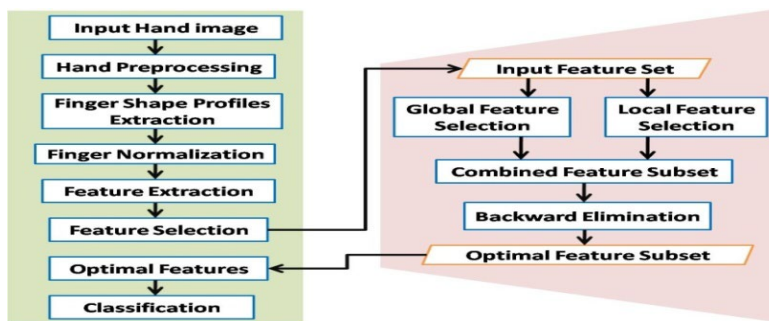 Input Hand image
Hand Preprocessing
Finger Shape Profiles
Extraction
Finger Normalization
Feature Extraction
Feature Selection
Optimal Features
Classification
Input Feature Set
Global Feature
Selection
Local Feature
Selection
Combined Feature Subset
Backward Elimination
Optimal Feature Subset